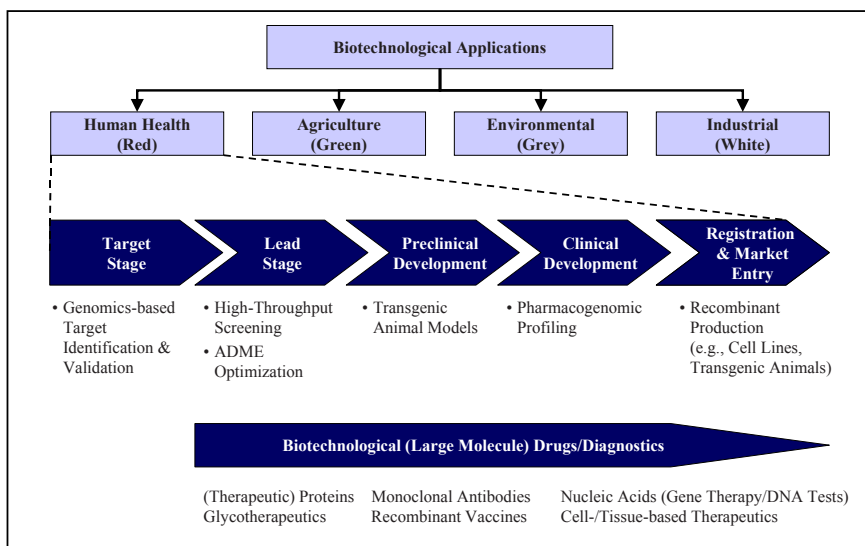 Biotechnological Applications
Human Health
(Red)
Agriculture
(Green)
Environmental
(Grey)
Industrial
(White)
Target
Stage
Lead
Stage
Preclinical
Development
Clinical
Development
Registration
& Market
Entry
• Genomics-based
Target
Identification &
Validation
• High-Throughput
Screening
• ADME
Optimization
• Transgenic
Animal Models
• Pharmacogenomic
Profiling
• Recombinant
Production
(e.g., Cell Lines,
Transgenic Animals)
Biotechnological (Large Molecule) Drugs/Diagnostics
(Therapeutic) Proteins
Glycotherapeutics
Monoclonal Antibodies
Recombinant Vaccines
Nucleic Acids (Gene Therapy/DNA Tests)
Cell-/Tissue-based Therapeutics